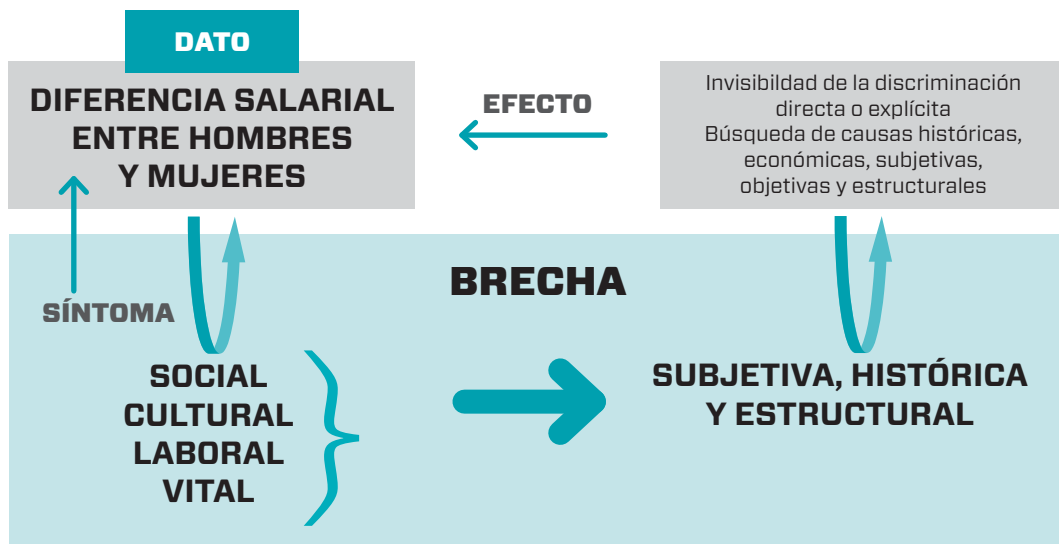 DATO
DIFERENCIA SALARIAL
ENTRE HOMBRES
Y MUJERES
EFECTO
Invisibildad de la discriminación
directa o explícita
Búsqueda de causas históricas,
económicas, subjetivas,
objetivas y estructurales
BRECHA
SÍNTOMA
SOCIAL
CULTURAL
LABORAL
VITAL
SUBJETIVA, HISTÓRICA
Y ESTRUCTURAL